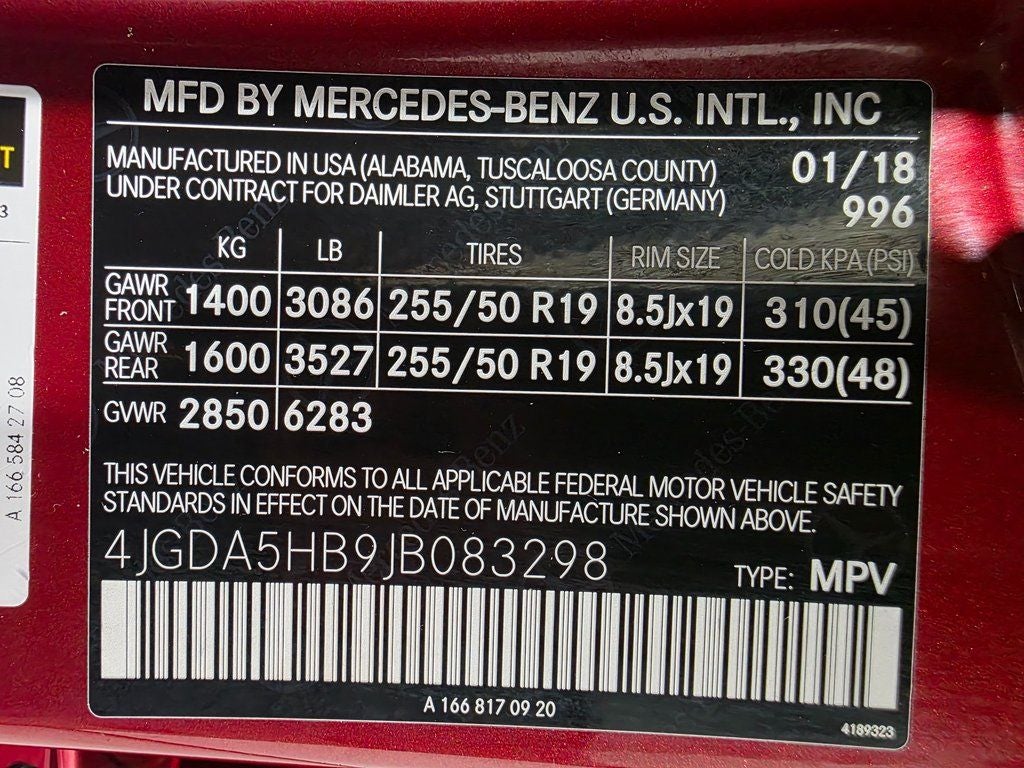 MFD BY MERCEDES-BENZ U.S. INTL., INC
MANUFACTURED IN USA (ALABAMA, TUSCALOOSA COUNTY) 01/18
UNDER CONTRACT FOR DAIMLER AG, STUTTGART (GERMANY) 996
KG LB TIRES RIM SIZE COLD KPA (PSI)
GAWR FRONT 1400 3086 255/50 R19 8.5Jx19 310(45)
GAWR REAR 1600 3527 255/50 R19 8.5Jx19 330(48)
GVWR 2850 6283
THIS VEHICLE CONFORMS TO ALL APPLICABLE FEDERAL MOTOR VEHICLE SAFETY
STANDARDS IN EFFECT ON THE DATE OF MANUFACTURE SHOWN ABOVE.
4JGDA5HB9JB083298 TYPE: MPV
A 166 817 09 20
4189323
T
3
A 166 584 27 08